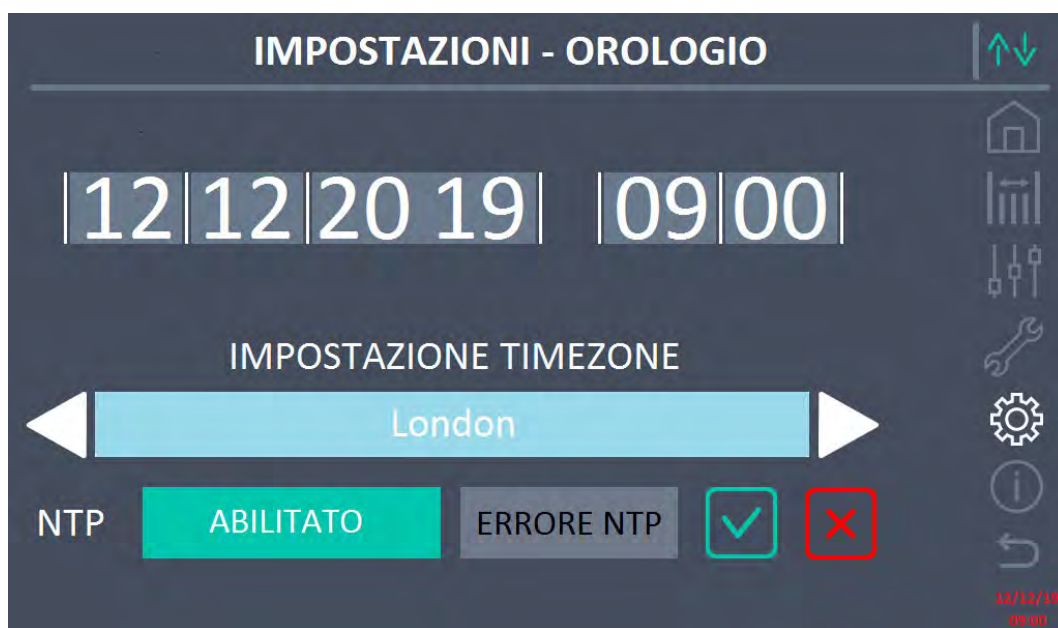 IMPOSTAZIONI - OROLOGIO
12 12 20 19 09 00
IMPOSTAZIONE TIMEZONE
London
NTP ABILITATO ERRORE NTP
12/12/19
09:00